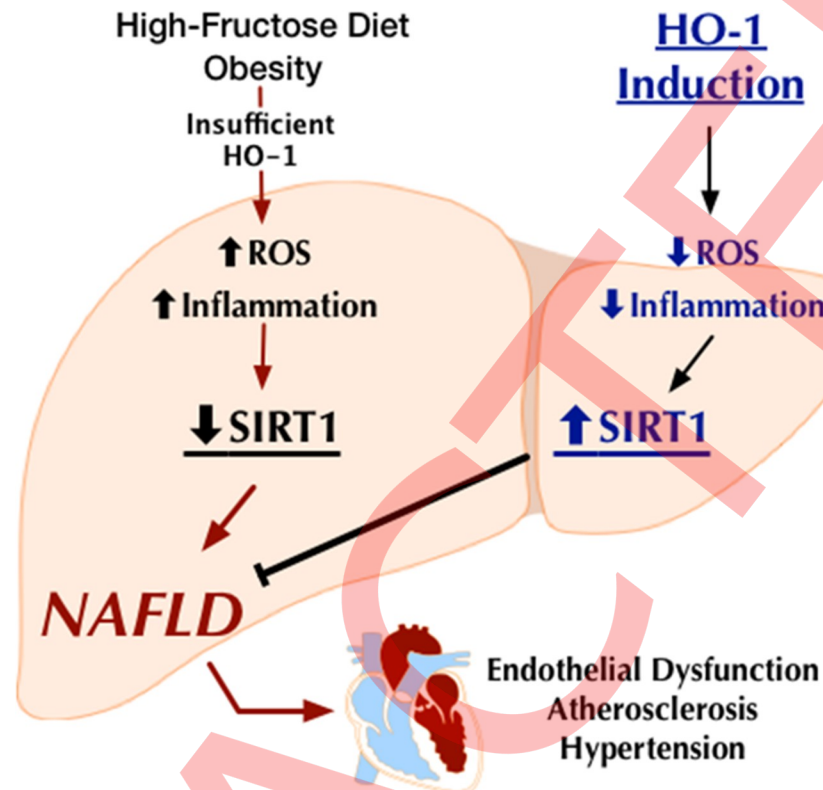 High-Fructose Diet
Obesity
Insufficient
HO-1
↑ROS
↑Inflammation
↓SIRT1
NAFLD
HO-1
Induction
↓ROS
↓Inflammation
↑SIRT1
Endothelial Dysfunction
Atherosclerosis
Hypertension